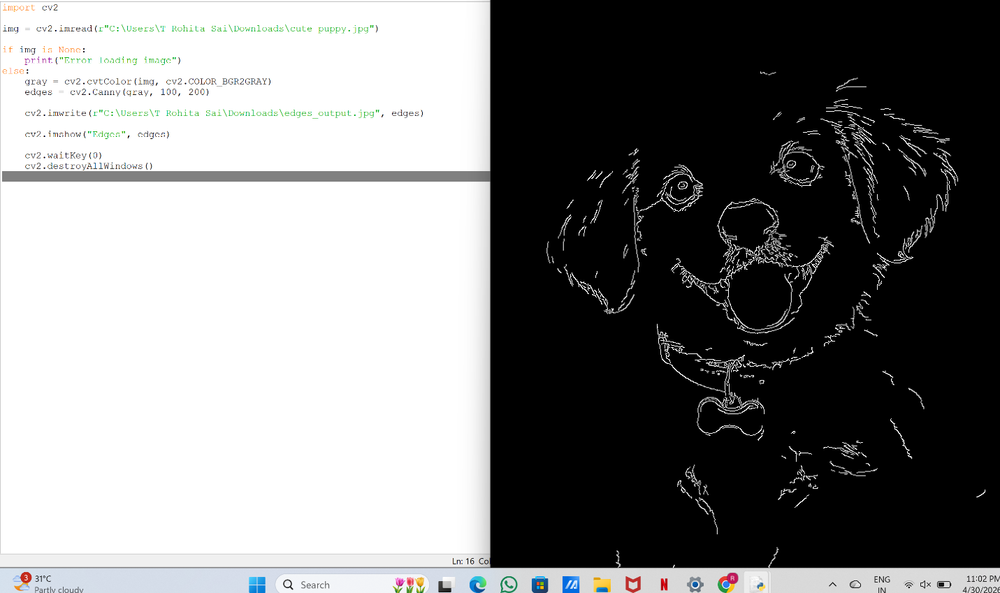 import cv2
img = cv2.imread(r"C:\Users\T Rohita Sai\Downloads\cute puppy.jpg")
if img is None:
    print("Error loading image")
else:
    gray = cv2.cvtColor(img, cv2.COLOR_BGR2GRAY)
    edges = cv2.Canny(gray, 100, 200)
    cv2.imwrite(r"C:\Users\T Rohita Sai\Downloads\edges_output.jpg", edges)
    cv2.imshow("Edges", edges)
    cv2.waitKey(0)
    cv2.destroyAllWindows()
Ln: 16 Co
3
31°C
Partly cloudy
Search
N
R
ENG
IN
11:02 PM
4/30/2026